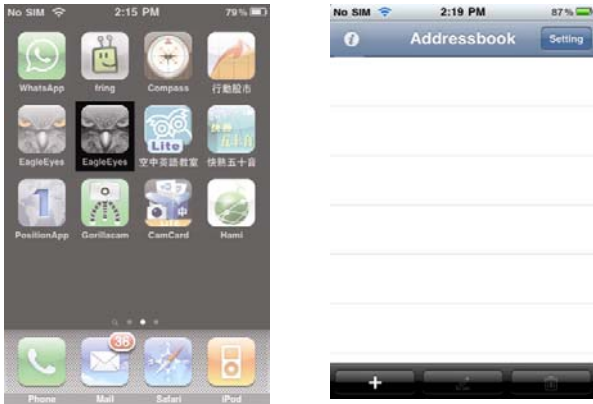 No SIM 2:15 PM 79%
WhatsApp fring Compass 行動股市
EagleEyes EagleEyes 空中英語教室 快熟五十音
Lite
1
PositionApp Gorillacam CamCard Hami
38
Phone Mail Safari iPod
No SIM 2:19 PM 87%
i Addressbook Setting
+